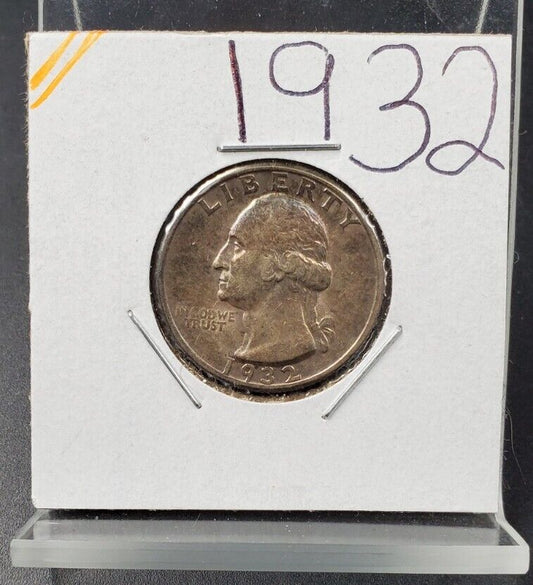 1932
LIBERTY
IN GOD WE
TRUST
1932